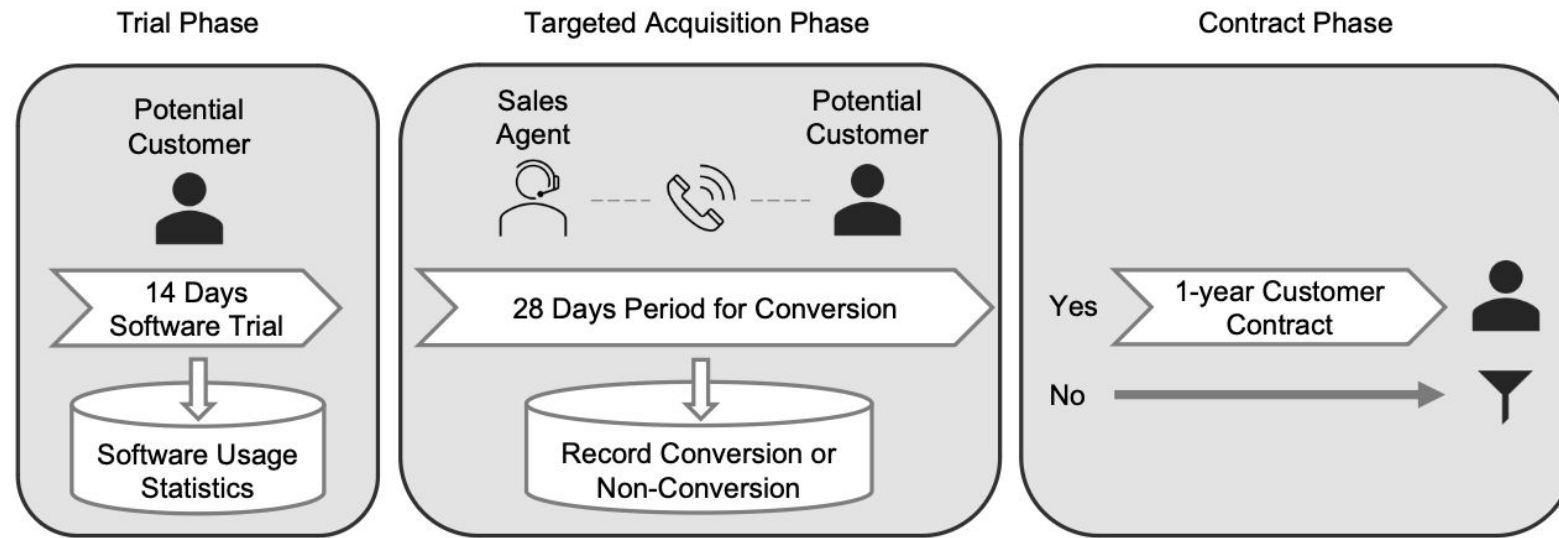 Trial Phase
Targeted Acquisition Phase
Contract Phase
Potential
Customer
14 Days
Software Trial
Software Usage
Statistics
Sales
Agent
Potential
Customer
28 Days Period for Conversion
Record Conversion or
Non-Conversion
Yes
1-year Customer
Contract
No